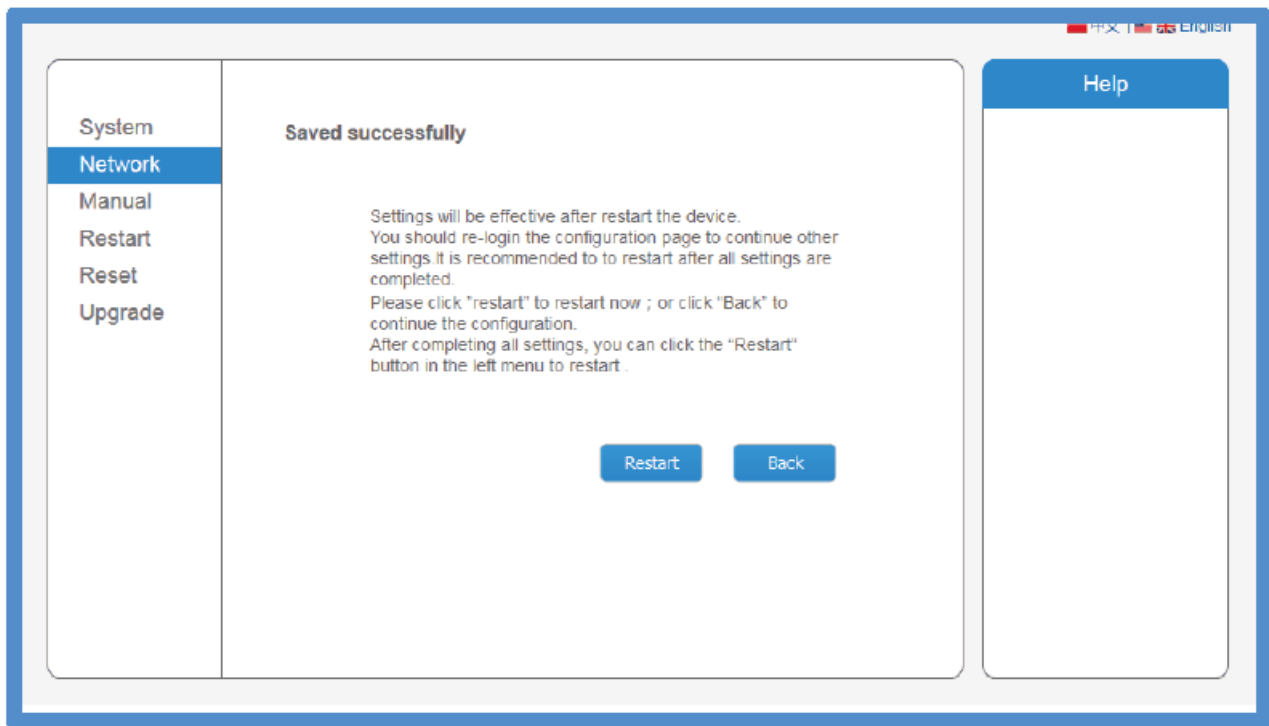 中文 | English
Help
System
Network
Manual
Restart
Reset
Upgrade
Saved successfully
Settings will be effective after restart the device.
You should re-login the configuration page to continue other
settings.It is recommended to to restart after all settings are
completed.
Please click "restart" to restart now ; or click "Back" to
continue the configuration.
After completing all settings, you can click the "Restart"
button in the left menu to restart .
Restart
Back